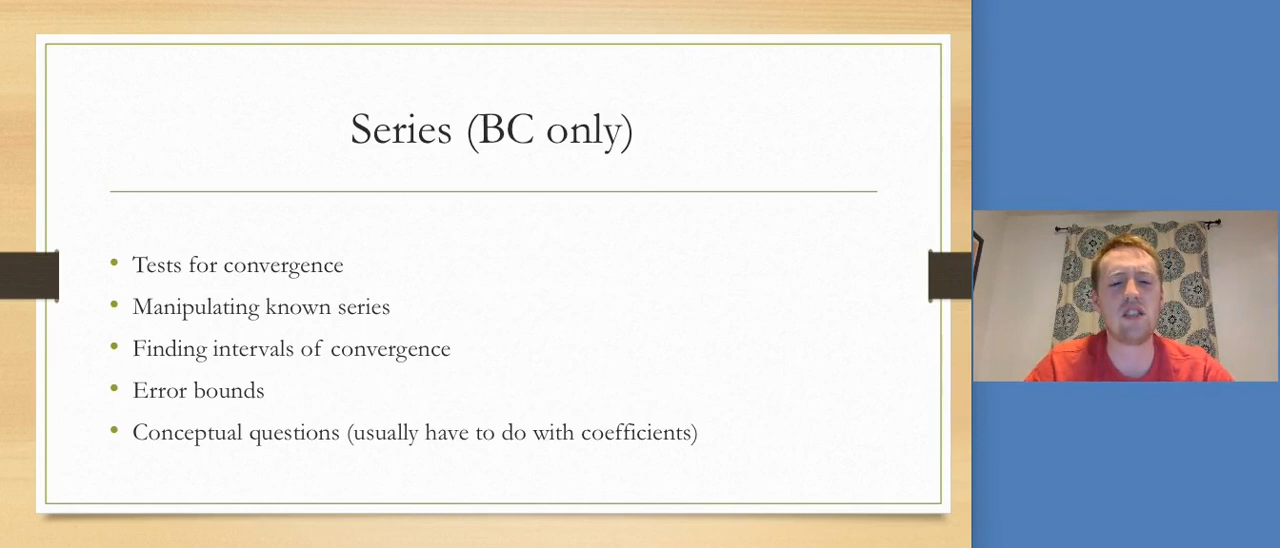 Series (BC only)
Tests for convergence
Manipulating known series
Finding intervals of convergence
Error bounds
Conceptual questions (usually have to do with coefficients)